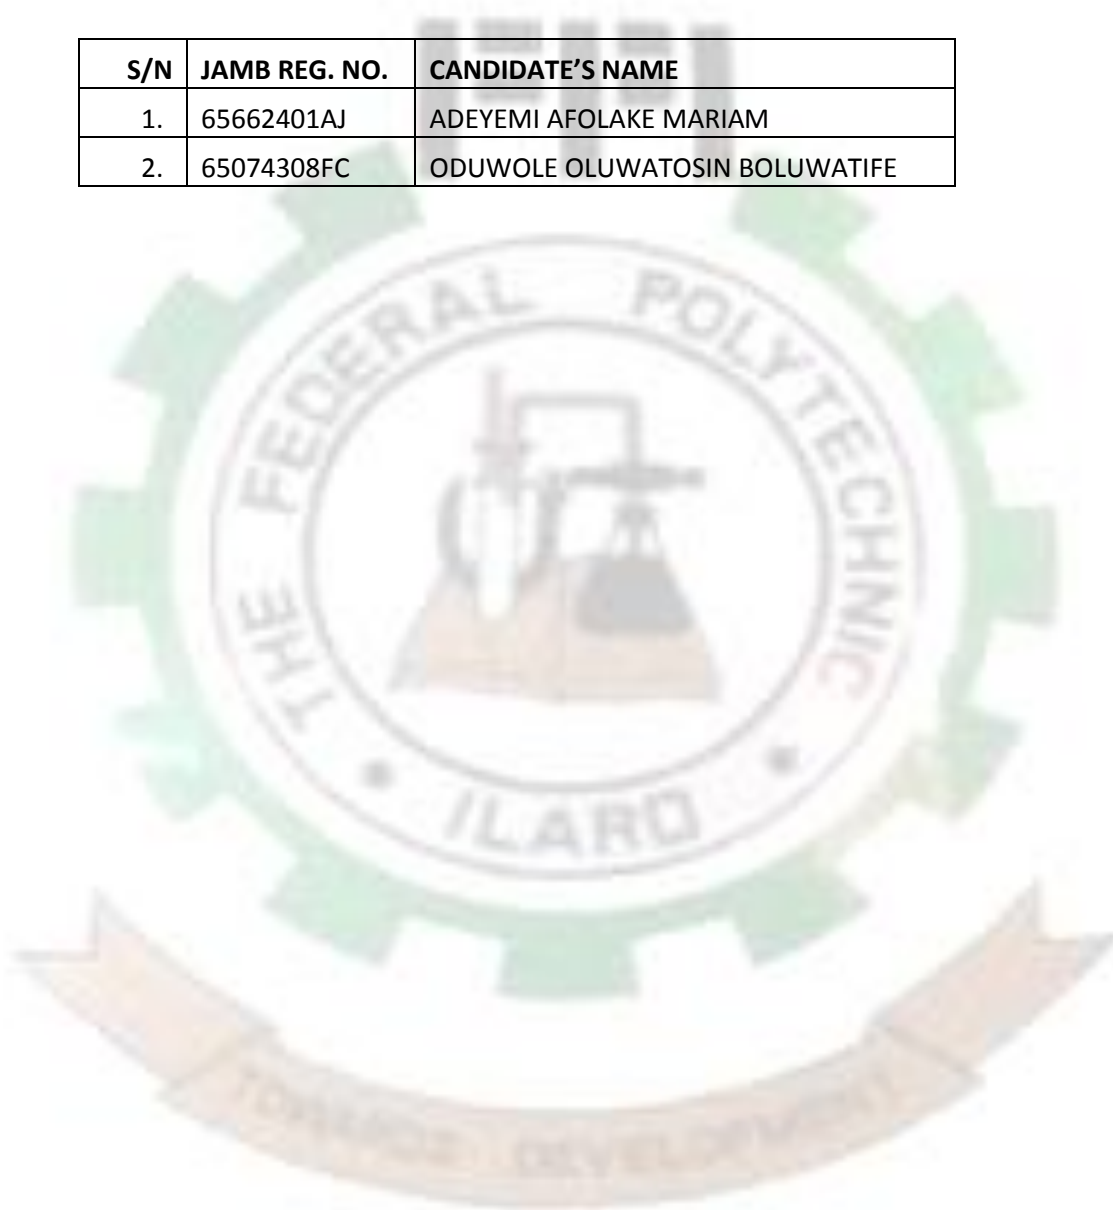 FPI
S/N JAMB REG. NO. CANDIDATE’S NAME
1. 65662401AJ ADEYEMI AFOLAKE MARIAM
2. 65074308FC ODUWOLE OLUWATOSIN BOLUWATIFE
THE FEDERAL POLYTECHNIC
• ILARO •
TOWARDS DEVELOPMENT